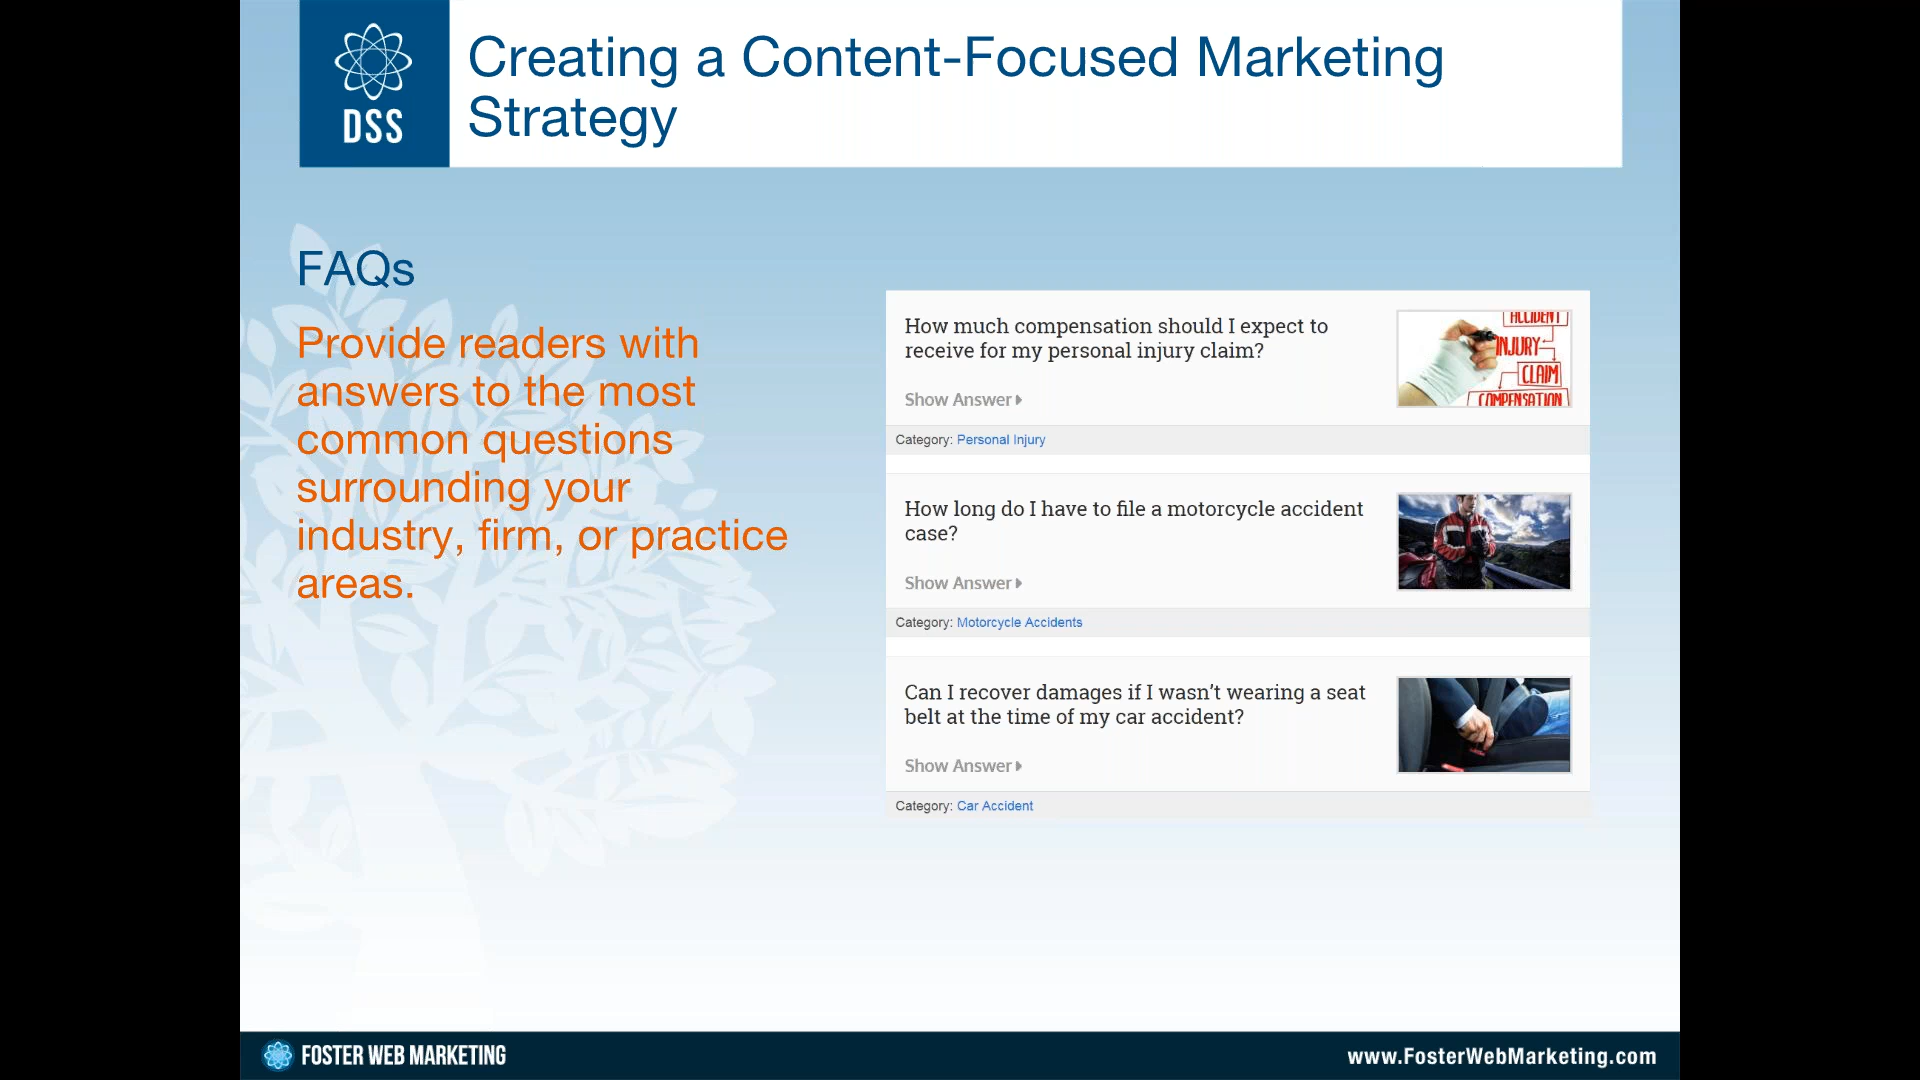 DSS
Creating a Content-Focused Marketing
Strategy
FAQs
Provide readers with
answers to the most
common questions
surrounding your
industry, firm, or practice
areas.
How much compensation should I expect to
receive for my personal injury claim?
Show Answer
ACCIDENT
INJURY
CLAIM
COMPENSATION
Category: Personal Injury
How long do I have to file a motorcycle accident
case?
Show Answer
Category: Motorcycle Accidents
Can I recover damages if I wasn't wearing a seat
belt at the time of my car accident?
Show Answer
Category: Car Accident
FOSTER WEB MARKETING
www.FosterWebMarketing.com